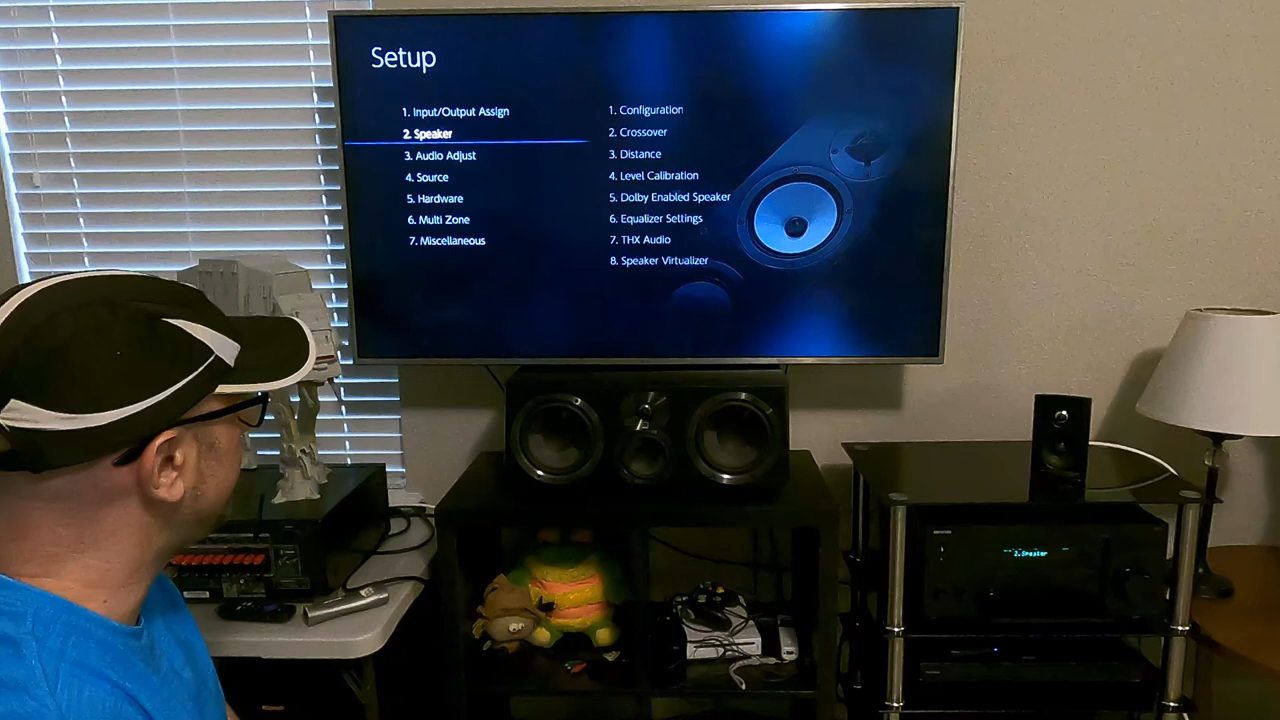 Setup
1. Input/Output Assign
2. Speaker
3. Audio Adjust
4. Source
5. Hardware
6. Multi Zone
7. Miscellaneous
1. Configuration
2. Crossover
3. Distance
4. Level Calibration
5. Dolby Enabled Speaker
6. Equalizer Settings
7. THX Audio
8. Speaker Virtualizer
2.Speaker